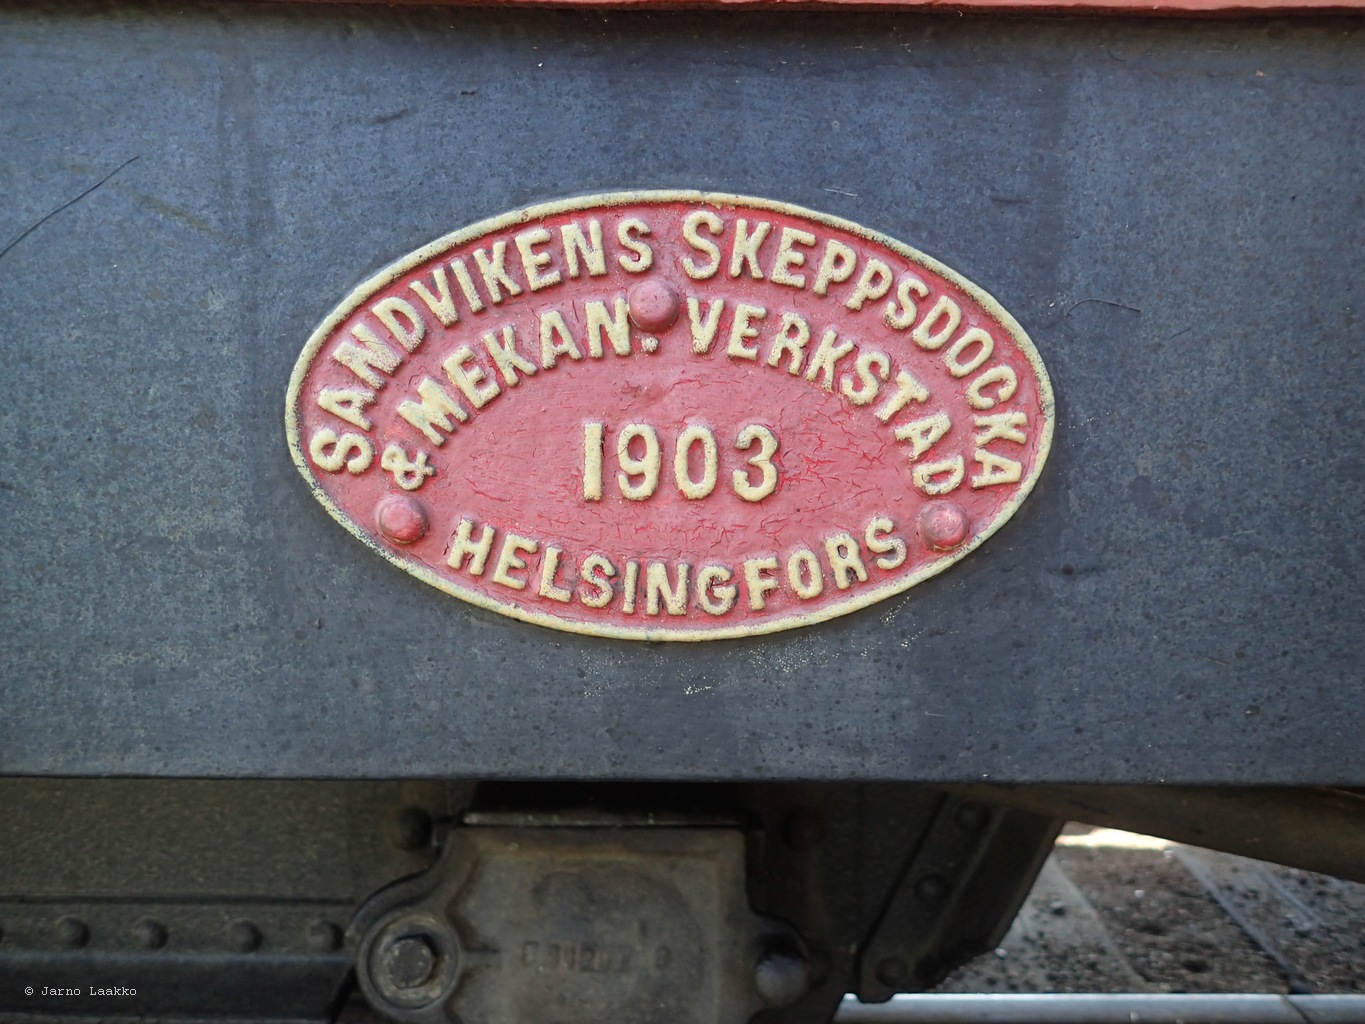 SANDVIKENS SKEPPSDOCKA
& MEKAN. VERKSTAD
1903
HELSINGFORS
© Jarno Laakko